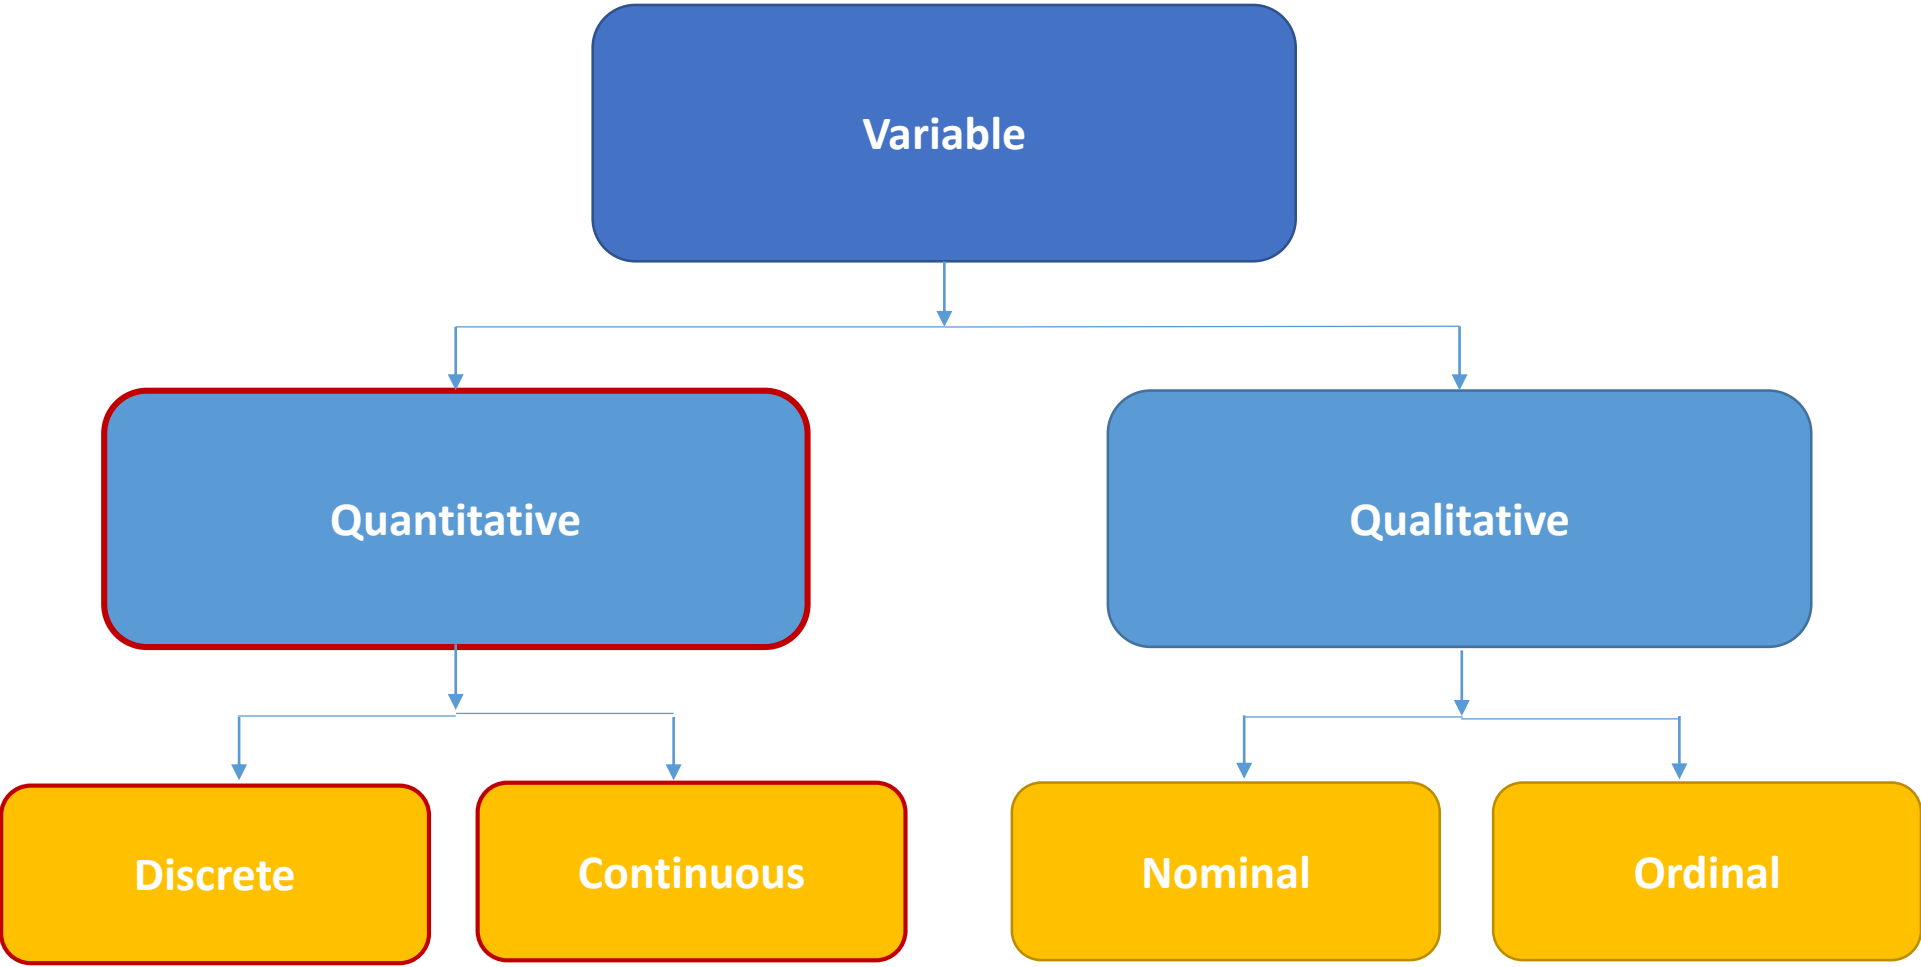 Variable
Quantitative
Qualitative
Discrete
Continuous
Nominal
Ordinal